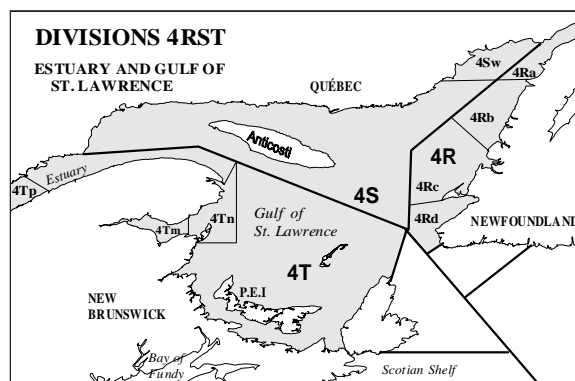 DIVISIONS 4RST
ESTUARY AND GULF OF
ST. LAWRENCE
QUÉBEC
4Sw
4Ra
4Rb
Anticosti
4R
Estuary
4Tp
4S
4Rc
4Tn
Gulf of
St. Lawrence
4Rd
NEWFOUNDLAND
4Tm
4T
P.E.I
NEW
BRUNSWICK
Bay of
Fundy
Scotian Shelf